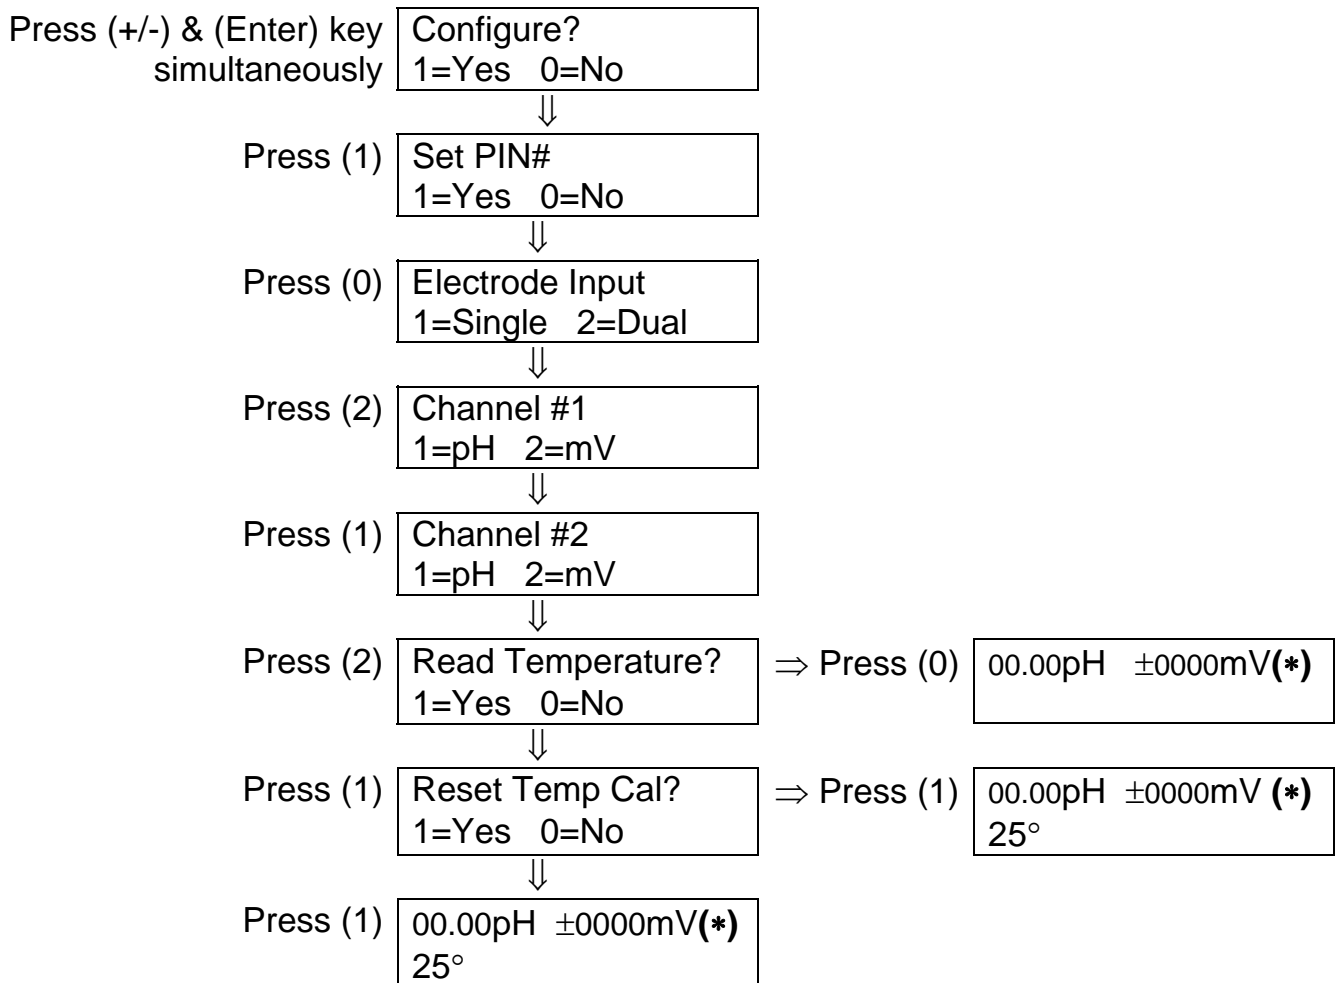 Press (+/-) & (Enter) key simultaneously
Configure?
1=Yes 0=No
⇓
Press (1)
Set PIN#
1=Yes 0=No
⇓
Press (0)
Electrode Input
1=Single 2=Dual
⇓
Press (2)
Channel #1
1=pH 2=mV
⇓
Press (1)
Channel #2
1=pH 2=mV
⇓
Press (2)
Read Temperature?
1=Yes 0=No
⇒ Press (0)
00.00pH ±0000mV(*)
⇓
Press (1)
Reset Temp Cal?
1=Yes 0=No
⇒ Press (1)
00.00pH ±0000mV (*)
25°
⇓
Press (1)
00.00pH ±0000mV(*)
25°